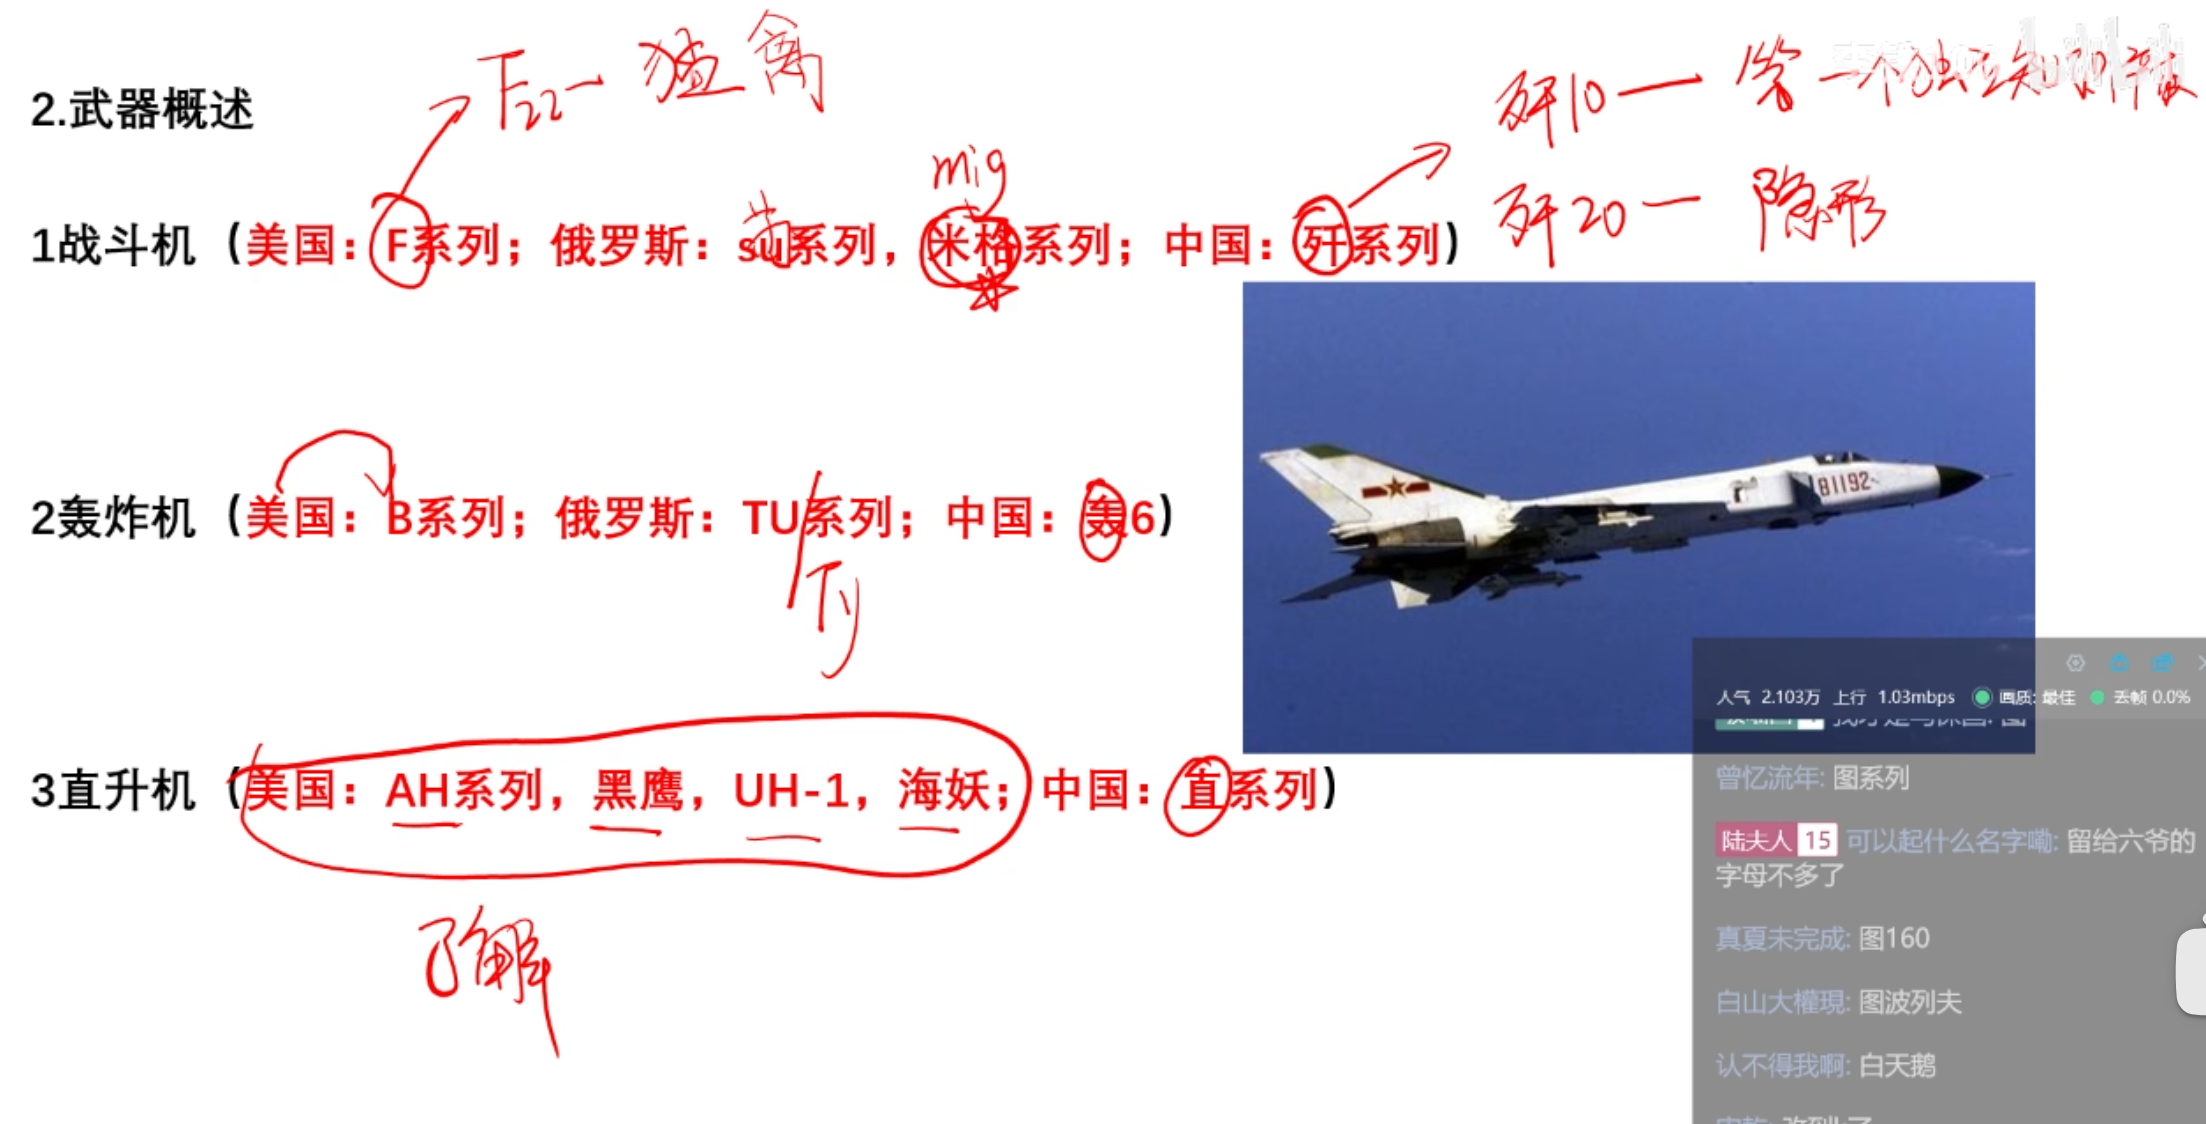 F22— 猛禽
2.武器概述
歼10— 第一个独立知识产权
mig
歼20— 隐形
1战斗机（美国：F系列；俄罗斯：su系列，米格系列；中国：歼系列）
81192
2轰炸机（美国：B系列；俄罗斯：TU系列；中国：轰6）
人气 2.103万 上行 1.03mbps 画质: 最佳 丢帧 0.0%
3直升机（美国：AH系列，黑鹰，UH-1，海妖；中国：直系列）
曾忆流年: 图系列
陆夫人 15 可以起什么名字嘞: 留给六爷的
字母不多了
了解
真夏未完成: 图160
白山大權現: 图波列夫
认不得我啊: 白天鹅